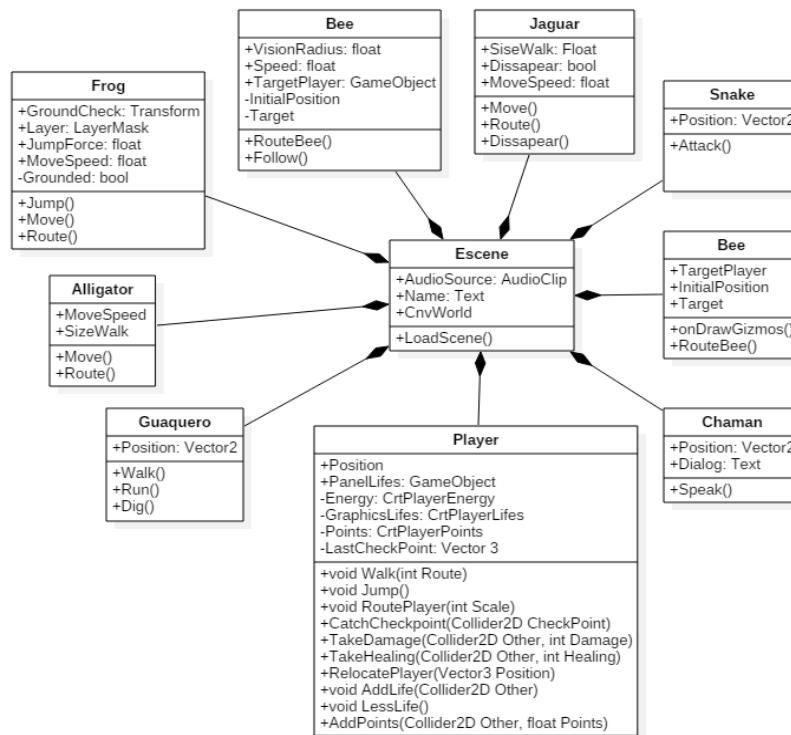 Bee
+VisionRadius: float
+Speed: float
+TargetPlayer: GameObject
-InitialPosition
-Target
+RouteBee()
+Follow()
Jaguar
+SiseWalk: Float
+Dissapear: bool
+MoveSpeed: float
+Move()
+Route()
+Dissapear()
Frog
+GroundCheck: Transform
+Layer: LayerMask
+JumpForce: float
+MoveSpeed: float
-Grounded: bool
+Jump()
+Move()
+Route()
Snake
+Position: Vector2
+Attack()
Escene
+AudioSource: AudioClip
+Name: Text
+CnvWorld
+LoadScene()
Bee
+TargetPlayer
+InitialPosition
+Target
+onDrawGizmos()
+RouteBee()
Alligator
+MoveSpeed
+SizeWalk
+Move()
+Route()
Guaquero
+Position: Vector2
+Walk()
+Run()
+Dig()
Player
+Position
+PanelLifes: GameObject
-Energy: CrtPlayerEnergy
-GraphicsLifes: CrtPlayerLifes
-Points: CrtPlayerPoints
-LastCheckPoint: Vector 3
+void Walk(int Route)
+void Jump()
+void RoutePlayer(int Scale)
+CatchCheckpoint(Collider2D CheckPoint)
+TakeDamage(Collider2D Other, int Damage)
+TakeHealing(Collider2D Other, int Healing)
+RelocatePlayer(Vector3 Position)
+void AddLife(Collider2D Other)
+void LessLife()
+AddPoints(Collider2D Other, float Points)
Chaman
+Position: Vector2
+Dialog: Text
+Speak()